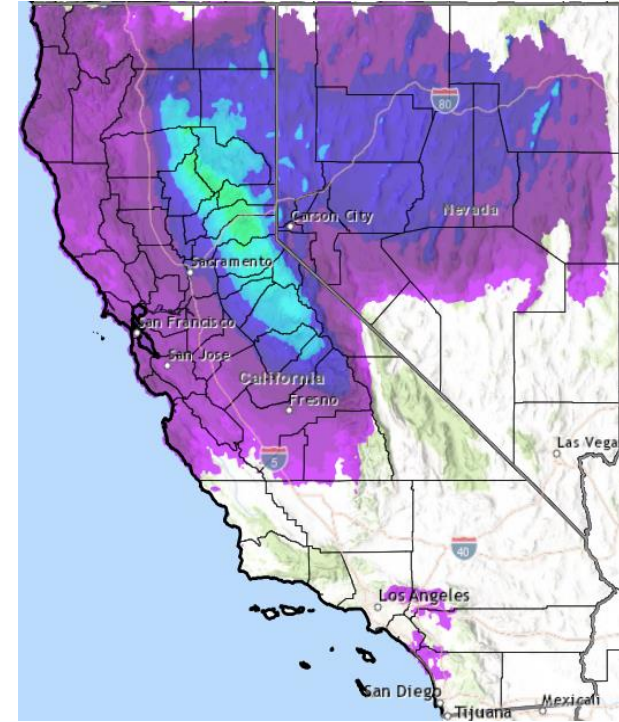 80
Carson City
Nevada
Sacramento
San Francisco
San Jose
California
Fresno
5
Las Vega
40
Los Angeles
San Diego
Tijuana
Mexicali